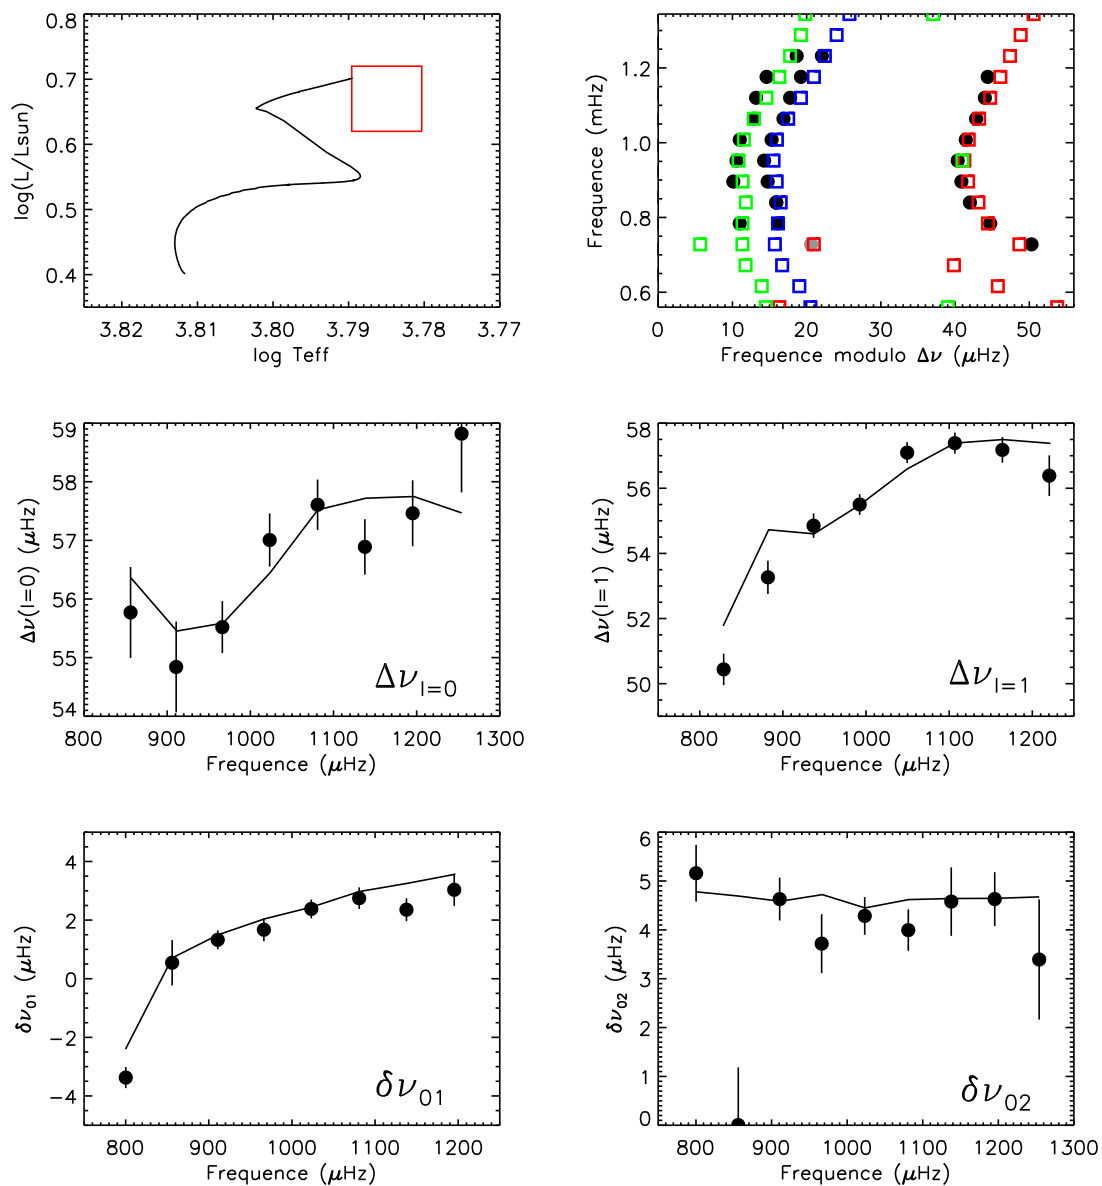 0.8
0.7
0.6
0.5
0.4
log(L/Lsun)
3.82 3.81 3.80 3.79 3.78 3.77
log Teff
1.2
1.0
0.8
0.6
Frequence (mHz)
0 10 20 30 40 50
Frequence modulo Δν (μHz)
59
58
57
56
55
54
Δν(l=0) (μHz)
Δν l=0
800 900 1000 1100 1200 1300
Frequence (μHz)
58
56
54
52
50
Δν(l=1) (μHz)
Δν l=1
800 900 1000 1100 1200
Frequence (μHz)
4
2
0
−2
−4
δν01 (μHz)
δν01
800 900 1000 1100 1200
Frequence (μHz)
6
5
4
3
2
1
0
δν02 (μHz)
δν02
800 900 1000 1100 1200 1300
Frequence (μHz)